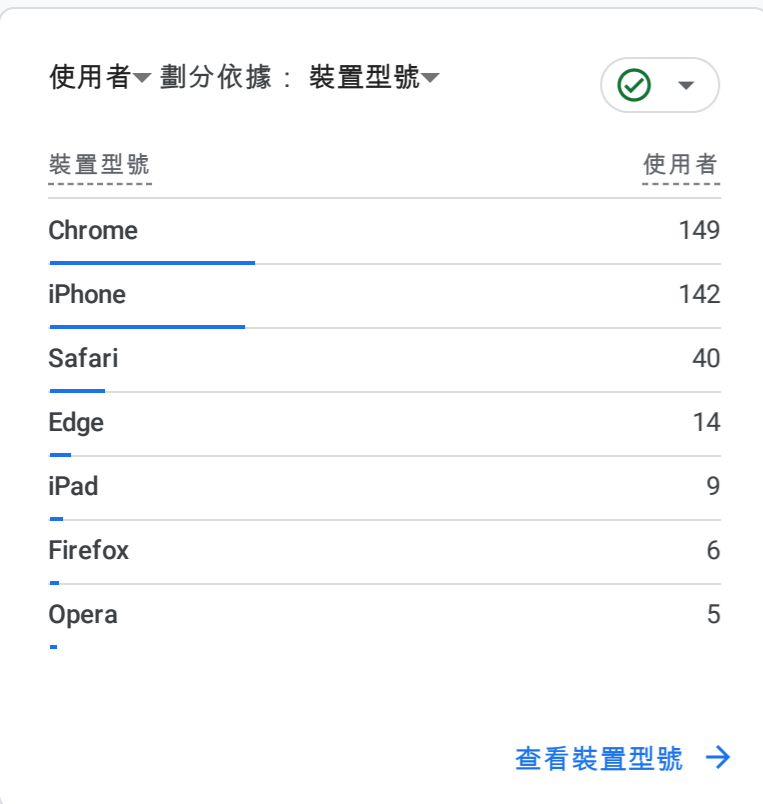 使用者 劃分依據： 裝置型號
裝置型號 使用者
Chrome 149
iPhone 142
Safari 40
Edge 14
iPad 9
Firefox 6
Opera 5
查看裝置型號